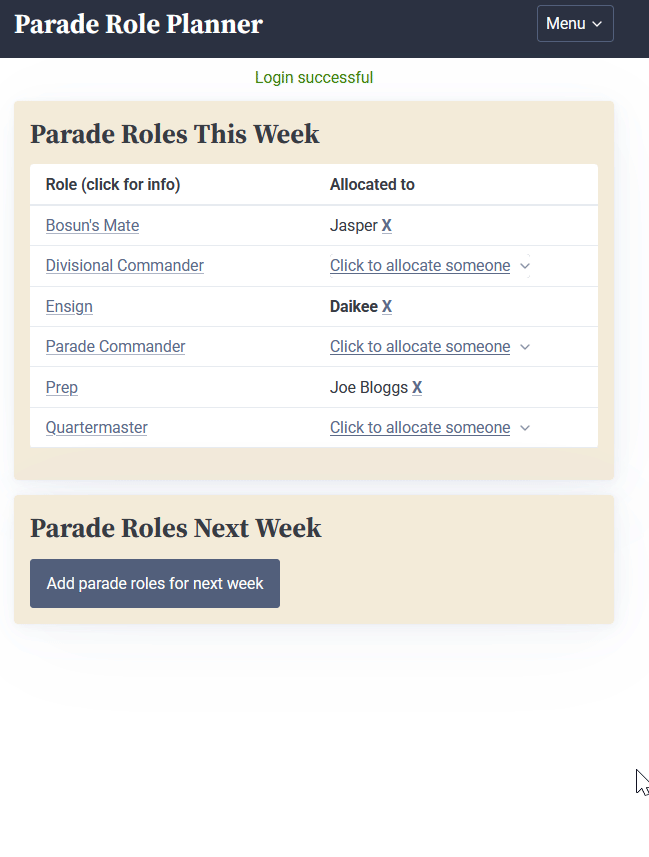 Parade Role Planner
Menu
Login successful
Parade Roles This Week
Role (click for info) Allocated to
Bosun's Mate Jasper X
Divisional Commander Click to allocate someone
Ensign Daikee X
Parade Commander Click to allocate someone
Prep Joe Bloggs X
Quartermaster Click to allocate someone
Parade Roles Next Week
Add parade roles for next week